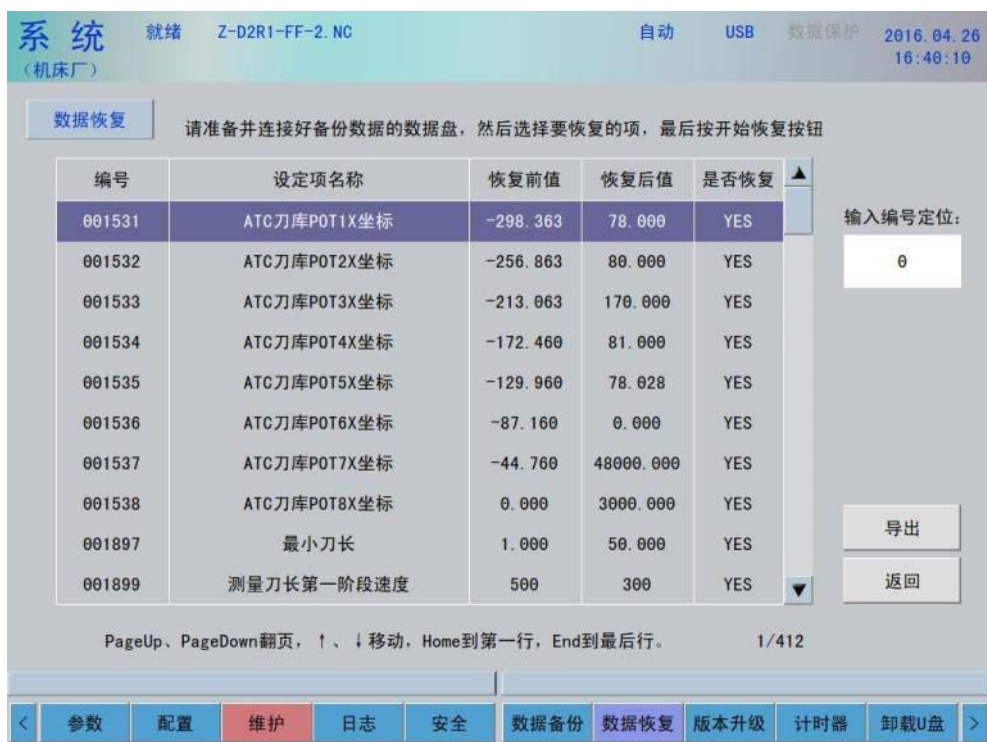 系 统 就绪 Z-D2R1-FF-2.NC 自动 USB 数据保护 2016.04.26
(机床厂) 16:40:10
数据恢复 请准备并连接好备份数据的数据盘，然后选择要恢复的项，最后按开始恢复按钮
编号 设定项名称 恢复前值 恢复后值 是否恢复
001531 ATC刀库POT1X坐标 -298.363 78.000 YES 输入编号定位:
001532 ATC刀库POT2X坐标 -256.863 80.000 YES 0
001533 ATC刀库POT3X坐标 -213.063 170.000 YES
001534 ATC刀库POT4X坐标 -172.460 81.000 YES
001535 ATC刀库POT5X坐标 -129.960 78.028 YES
001536 ATC刀库POT6X坐标 -87.160 0.000 YES
001537 ATC刀库POT7X坐标 -44.760 48000.000 YES
001538 ATC刀库POT8X坐标 0.000 3000.000 YES
导出
001897 最小刀长 1.000 50.000 YES
001899 测量刀长第一阶段速度 500 300 YES 返回
PageUp、PageDown翻页，↑、↓移动，Home到第一行，End到最后行。 1/412
< 参数 配置 维护 日志 安全 数据备份 数据恢复 版本升级 计时器 卸载U盘 >